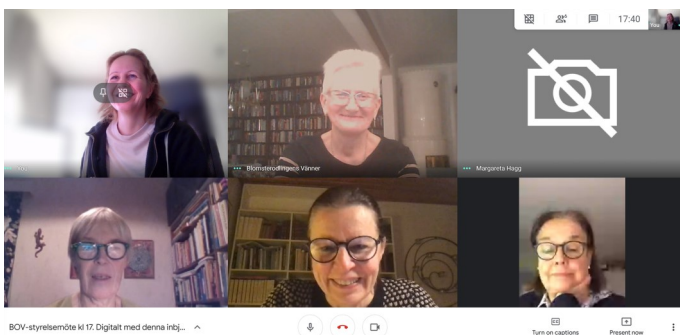 17:40
You
You
Blomsterodlingens Vänner
Margareta Hagg
BOV-styrelsemöte kl 17. Digitalt med denna inbj...
Turn on captions
Present now